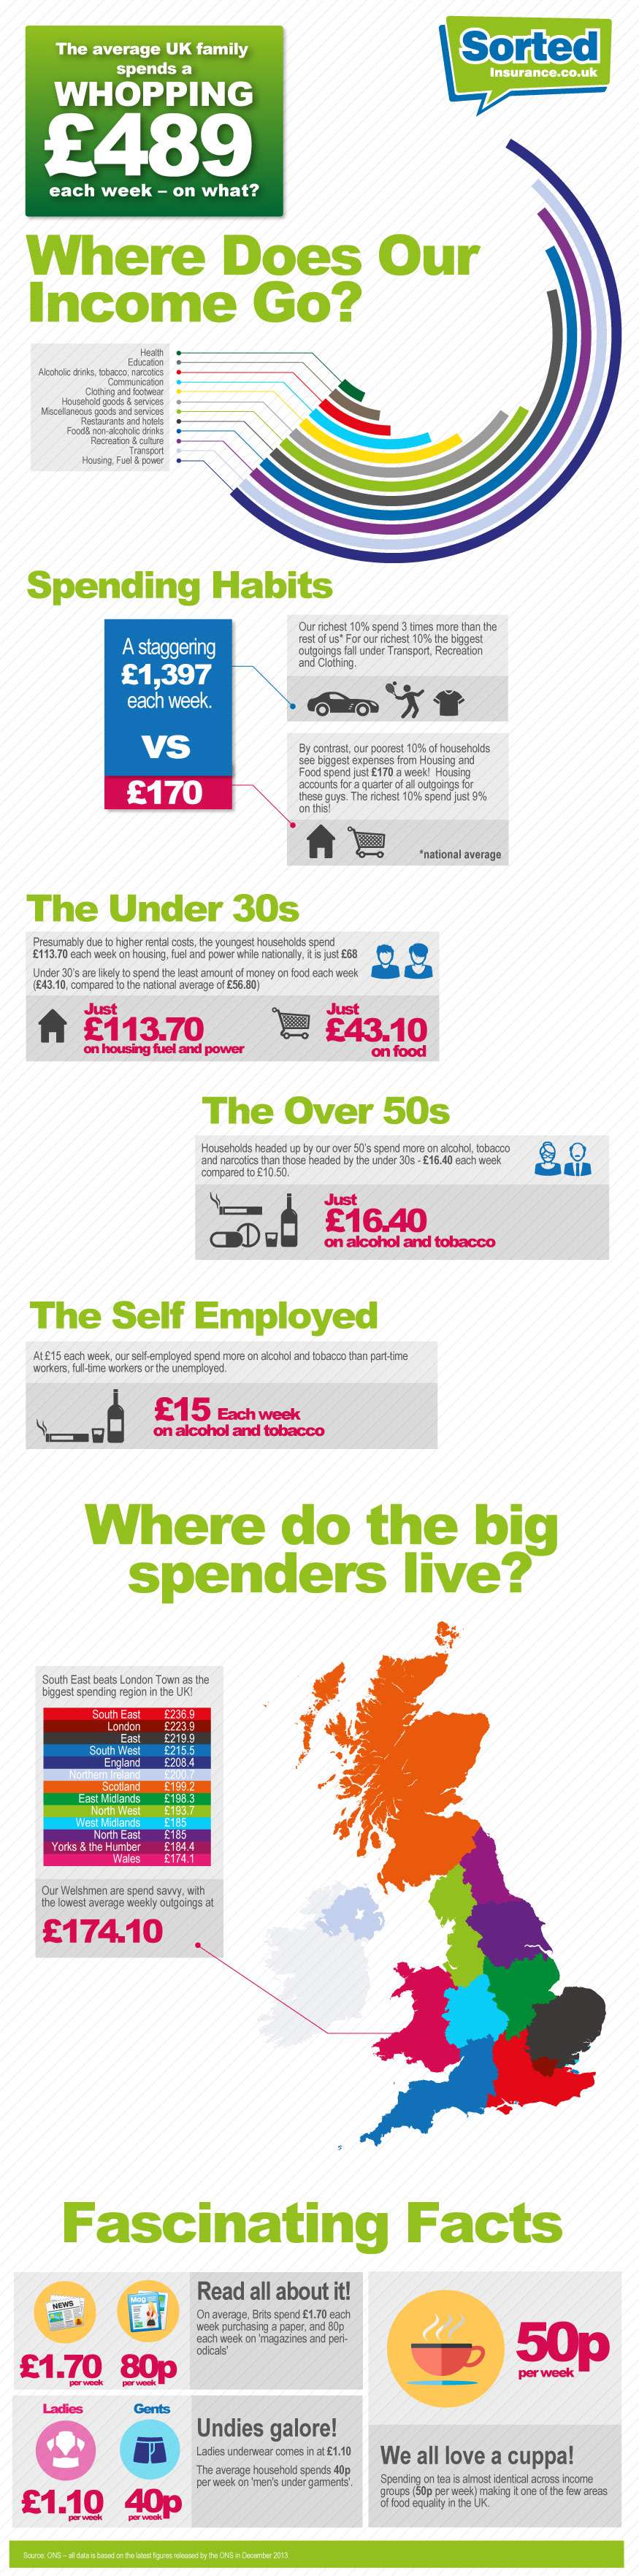 The average UK family
spends a
WHOPPING
£489
each week – on what?
Sorted
Insurance.co.uk
Where Does Our
Income Go?
Health
Education
Alcoholic drinks, tobacco, narcotics
Communication
Clothing and footwear
Household goods & services
Miscellaneous goods and services
Restaurants and hotels
Food& non-alcoholic drinks
Recreation & culture
Transport
Housing, Fuel & power
Spending Habits
A staggering
£1,397
each week.
VS
£170
Our richest 10% spend 3 times more than the
rest of us* For our richest 10% the biggest
outgoings fall under Transport, Recreation
and Clothing.
By contrast, our poorest 10% of households
see biggest expenses from Housing and
Food spend just £170 a week! Housing
accounts for a quarter of all outgoings for
these guys. The richest 10% spend just 9%
on this!
*national average
The Under 30s
Presumably due to higher rental costs, the youngest households spend
£113.70 each week on housing, fuel and power while nationally, it is just £68
Under 30's are likely to spend the least amount of money on food each week
(£43.10, compared to the national average of £56.80)
Just
£113.70
on housing fuel and power
Just
£43.10
on food
The Over 50s
Households headed up by our over 50's spend more on alcohol, tobacco
and narcotics than those headed by the under 30s - £16.40 each week
compared to £10.50.
Just
£16.40
on alcohol and tobacco
The Self Employed
At £15 each week, our self-employed spend more on alcohol and tobacco than part-time
workers, full-time workers or the unemployed.
£15 Each week
on alcohol and tobacco
Where do the big
spenders live?
South East beats London Town as the
biggest spending region in the UK!
South East £236.9
London £223.9
East £219.9
South West £215.5
England £208.4
Northern Ireland £200.7
Scotland £199.2
East Midlands £198.3
North West £193.7
West Midlands £185
North East £185
Yorks & the Humber £184.4
Wales £174.1
Our Welshmen are spend savvy, with
the lowest average weekly outgoings at
£174.10
Fascinating Facts
NEWS
Mag
£1.70
per week
80p
per week
Read all about it!
On average, Brits spend £1.70 each
week purchasing a paper, and 80p
each week on 'magazines and peri-
odicals'
Ladies
Gents
£1.10
per week
40p
per week
Undies galore!
Ladies underwear comes in at £1.10
The average household spends 40p
per week on 'men's under garments'.
50p
per week
We all love a cuppa!
Spending on tea is almost identical across income
groups (50p per week) making it one of the few areas
of food equality in the UK.
Source: ONS – all data is based on the latest figures released by the ONS in December 2013.